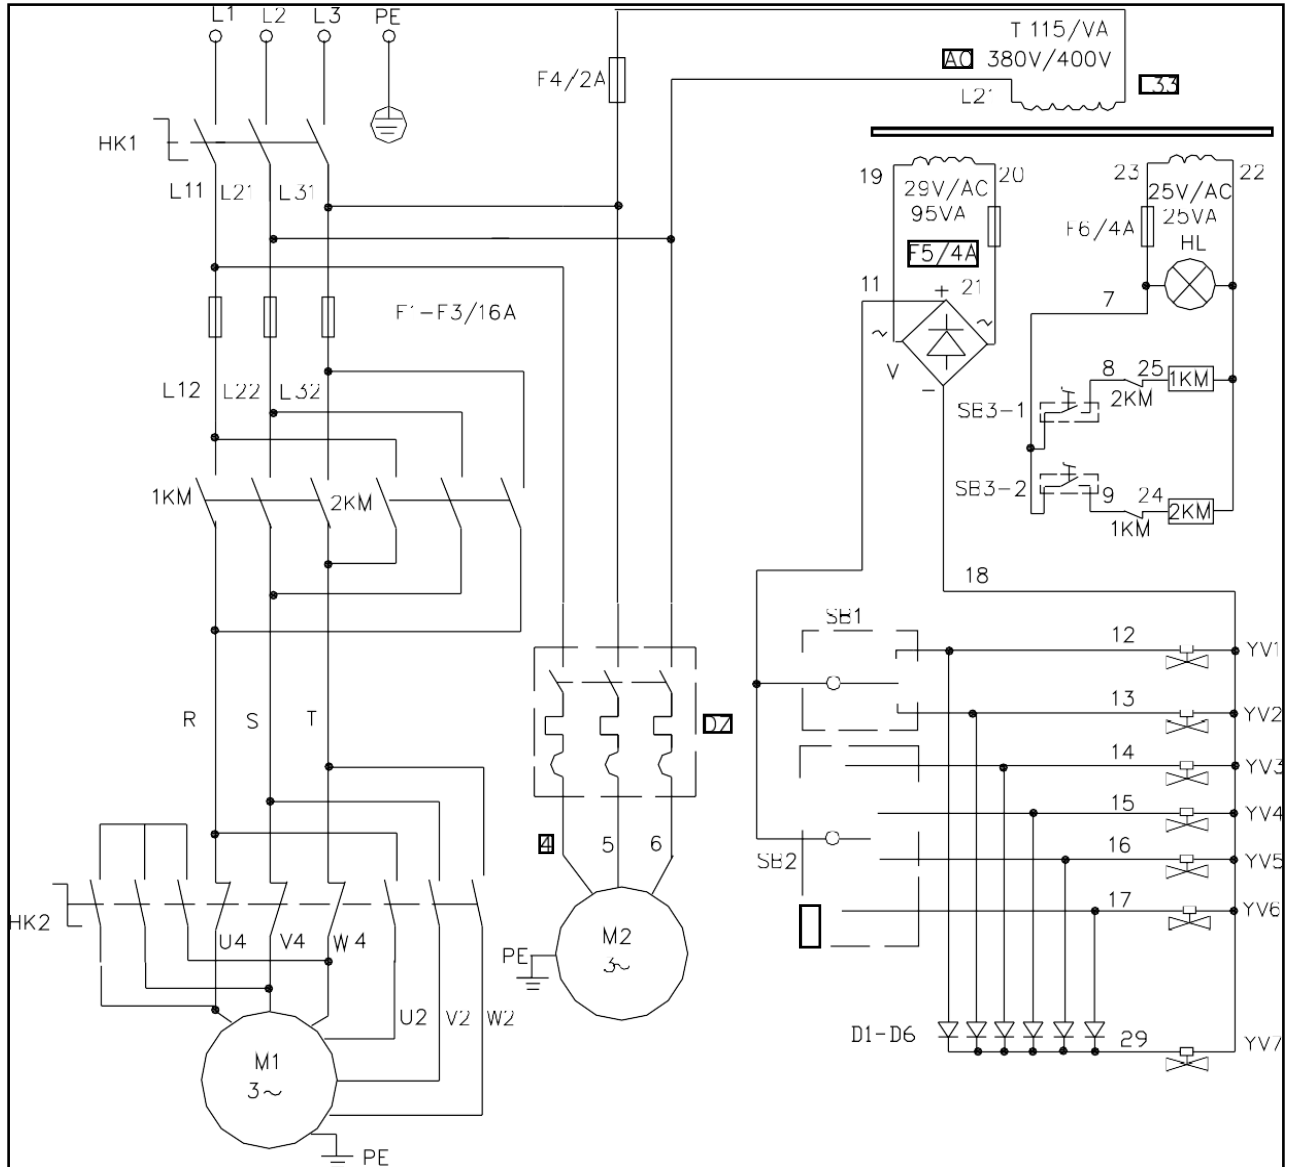 L1 L2 L3 PE
T 115/VA
A0 380V/400V
F4/2A
L33
L21
HK1
19 20 23 22
L11 L21 L31
29V/AC
95VA
25V/AC
25VA
F6/4A
HL
F5/4A
11 + 21
7
F1-F3/16A
~ ~
V
-
L12 L22 L32
8 25 1KM
2KM
SB3-1
1KM 2KM
SB3-2
9 24 2KM
1KM
18
SB1
12 YV1
13 YV2
R S T
14 YV3
15 YV4
4 5 6
SB2
16 YV5
17 YV6
HK2
U4 V4 W4
M2
3~
PE
U2 V2 W2
D1-D6
29 YV7
M1
3~
PE